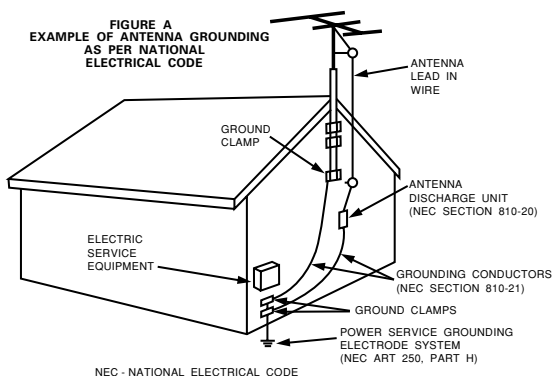 FIGURE A
EXAMPLE OF ANTENNA GROUNDING
AS PER NATIONAL
ELECTRICAL CODE
ANTENNA
LEAD IN
WIRE
GROUND
CLAMP
ANTENNA
DISCHARGE UNIT
(NEC SECTION 810-20)
ELECTRIC
SERVICE
EQUIPMENT
GROUNDING CONDUCTORS
(NEC SECTION 810-21)
GROUND CLAMPS
POWER SERVICE GROUNDING
ELECTRODE SYSTEM
(NEC ART 250, PART H)
NEC - NATIONAL ELECTRICAL CODE